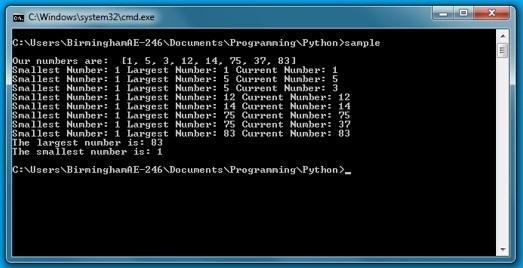 C:\Windows\system32\cmd.exe
C:\Users\BirminghamAE-246\Documents\Programming\Python>sample
Our numbers are:  [1, 5, 3, 12, 14, 75, 37, 83]
Smallest Number: 1 Largest Number: 1 Current Number: 1
Smallest Number: 1 Largest Number: 5 Current Number: 5
Smallest Number: 1 Largest Number: 5 Current Number: 3
Smallest Number: 1 Largest Number: 12 Current Number: 12
Smallest Number: 1 Largest Number: 14 Current Number: 14
Smallest Number: 1 Largest Number: 75 Current Number: 75
Smallest Number: 1 Largest Number: 75 Current Number: 37
Smallest Number: 1 Largest Number: 83 Current Number: 83
The largest number is: 83
The smallest number is: 1
C:\Users\BirminghamAE-246\Documents\Programming\Python>_